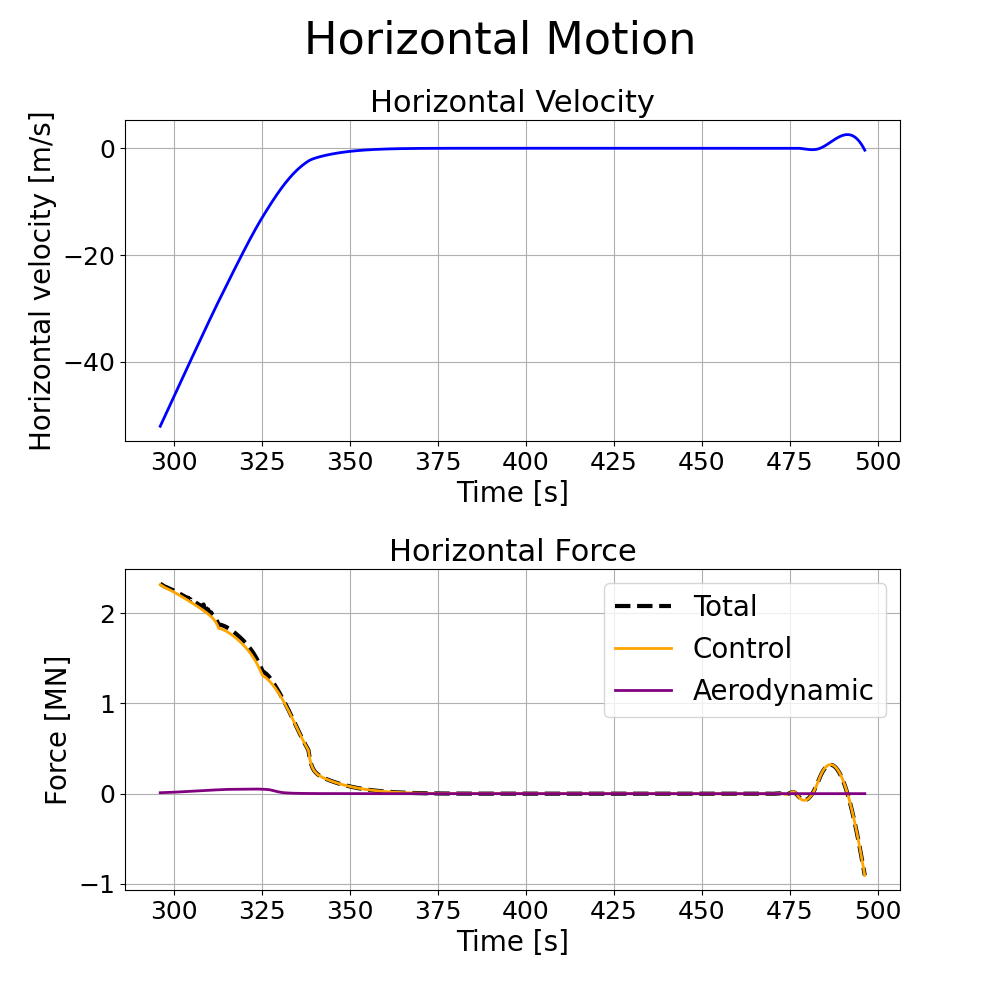 Horizontal Motion
Horizontal Velocity
Horizontal velocity [m/s]
0
−20
−40
300 325 350 375 400 425 450 475 500
Time [s]
Horizontal Force
Force [MN]
2
1
0
−1
Total
Control
Aerodynamic
300 325 350 375 400 425 450 475 500
Time [s]